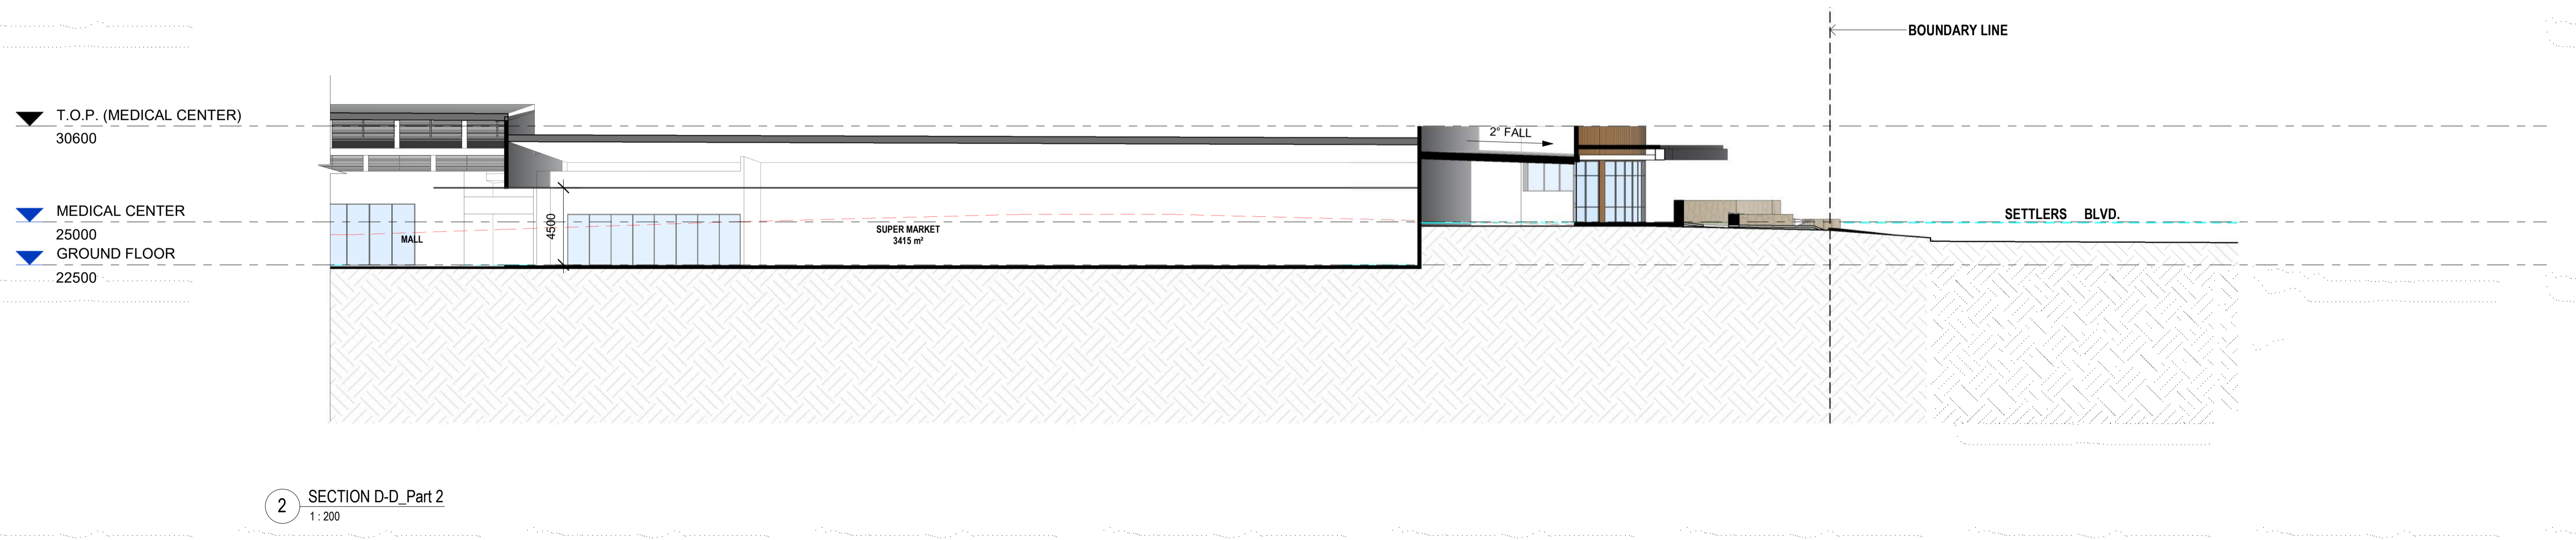 BOUNDARY LINE
T.O.P. (MEDICAL CENTER)
30600
2° FALL
MEDICAL CENTER
25000
SETTLERS BLVD.
4500
SUPER MARKET
3415 m²
MALL
GROUND FLOOR
22500
2
SECTION D-D_Part 2
1 : 200